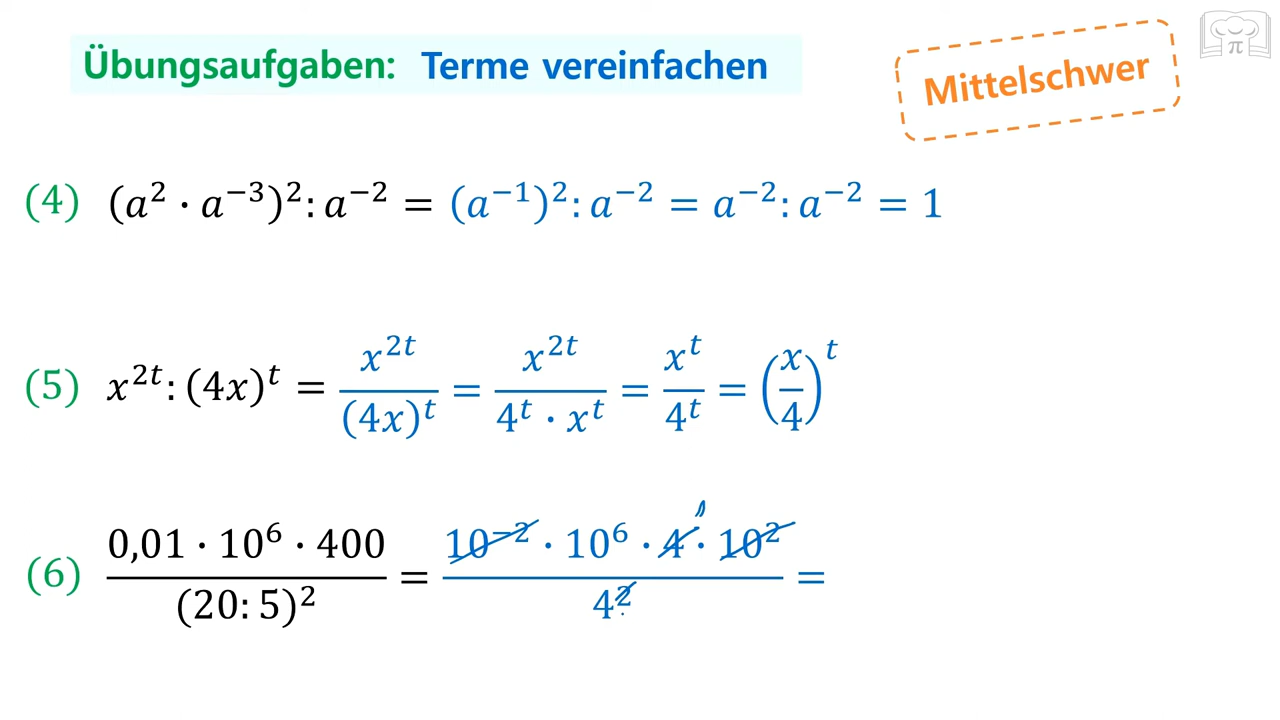 Übungsaufgaben: Terme vereinfachen
Mittelschwer
π
(4) (a² · a⁻³)² : a⁻² = (a⁻¹)² : a⁻² = a⁻² : a⁻² = 1
(5) x²ᵗ : (4x)ᵗ = x²ᵗ / (4x)ᵗ = x²ᵗ / 4ᵗ · xᵗ = xᵗ / 4ᵗ = (x/4)ᵗ
(6) 0,01 · 10⁶ · 400 / (20 : 5)² = 10⁻² · 10⁶ · 4 1 · 10² / 4² =